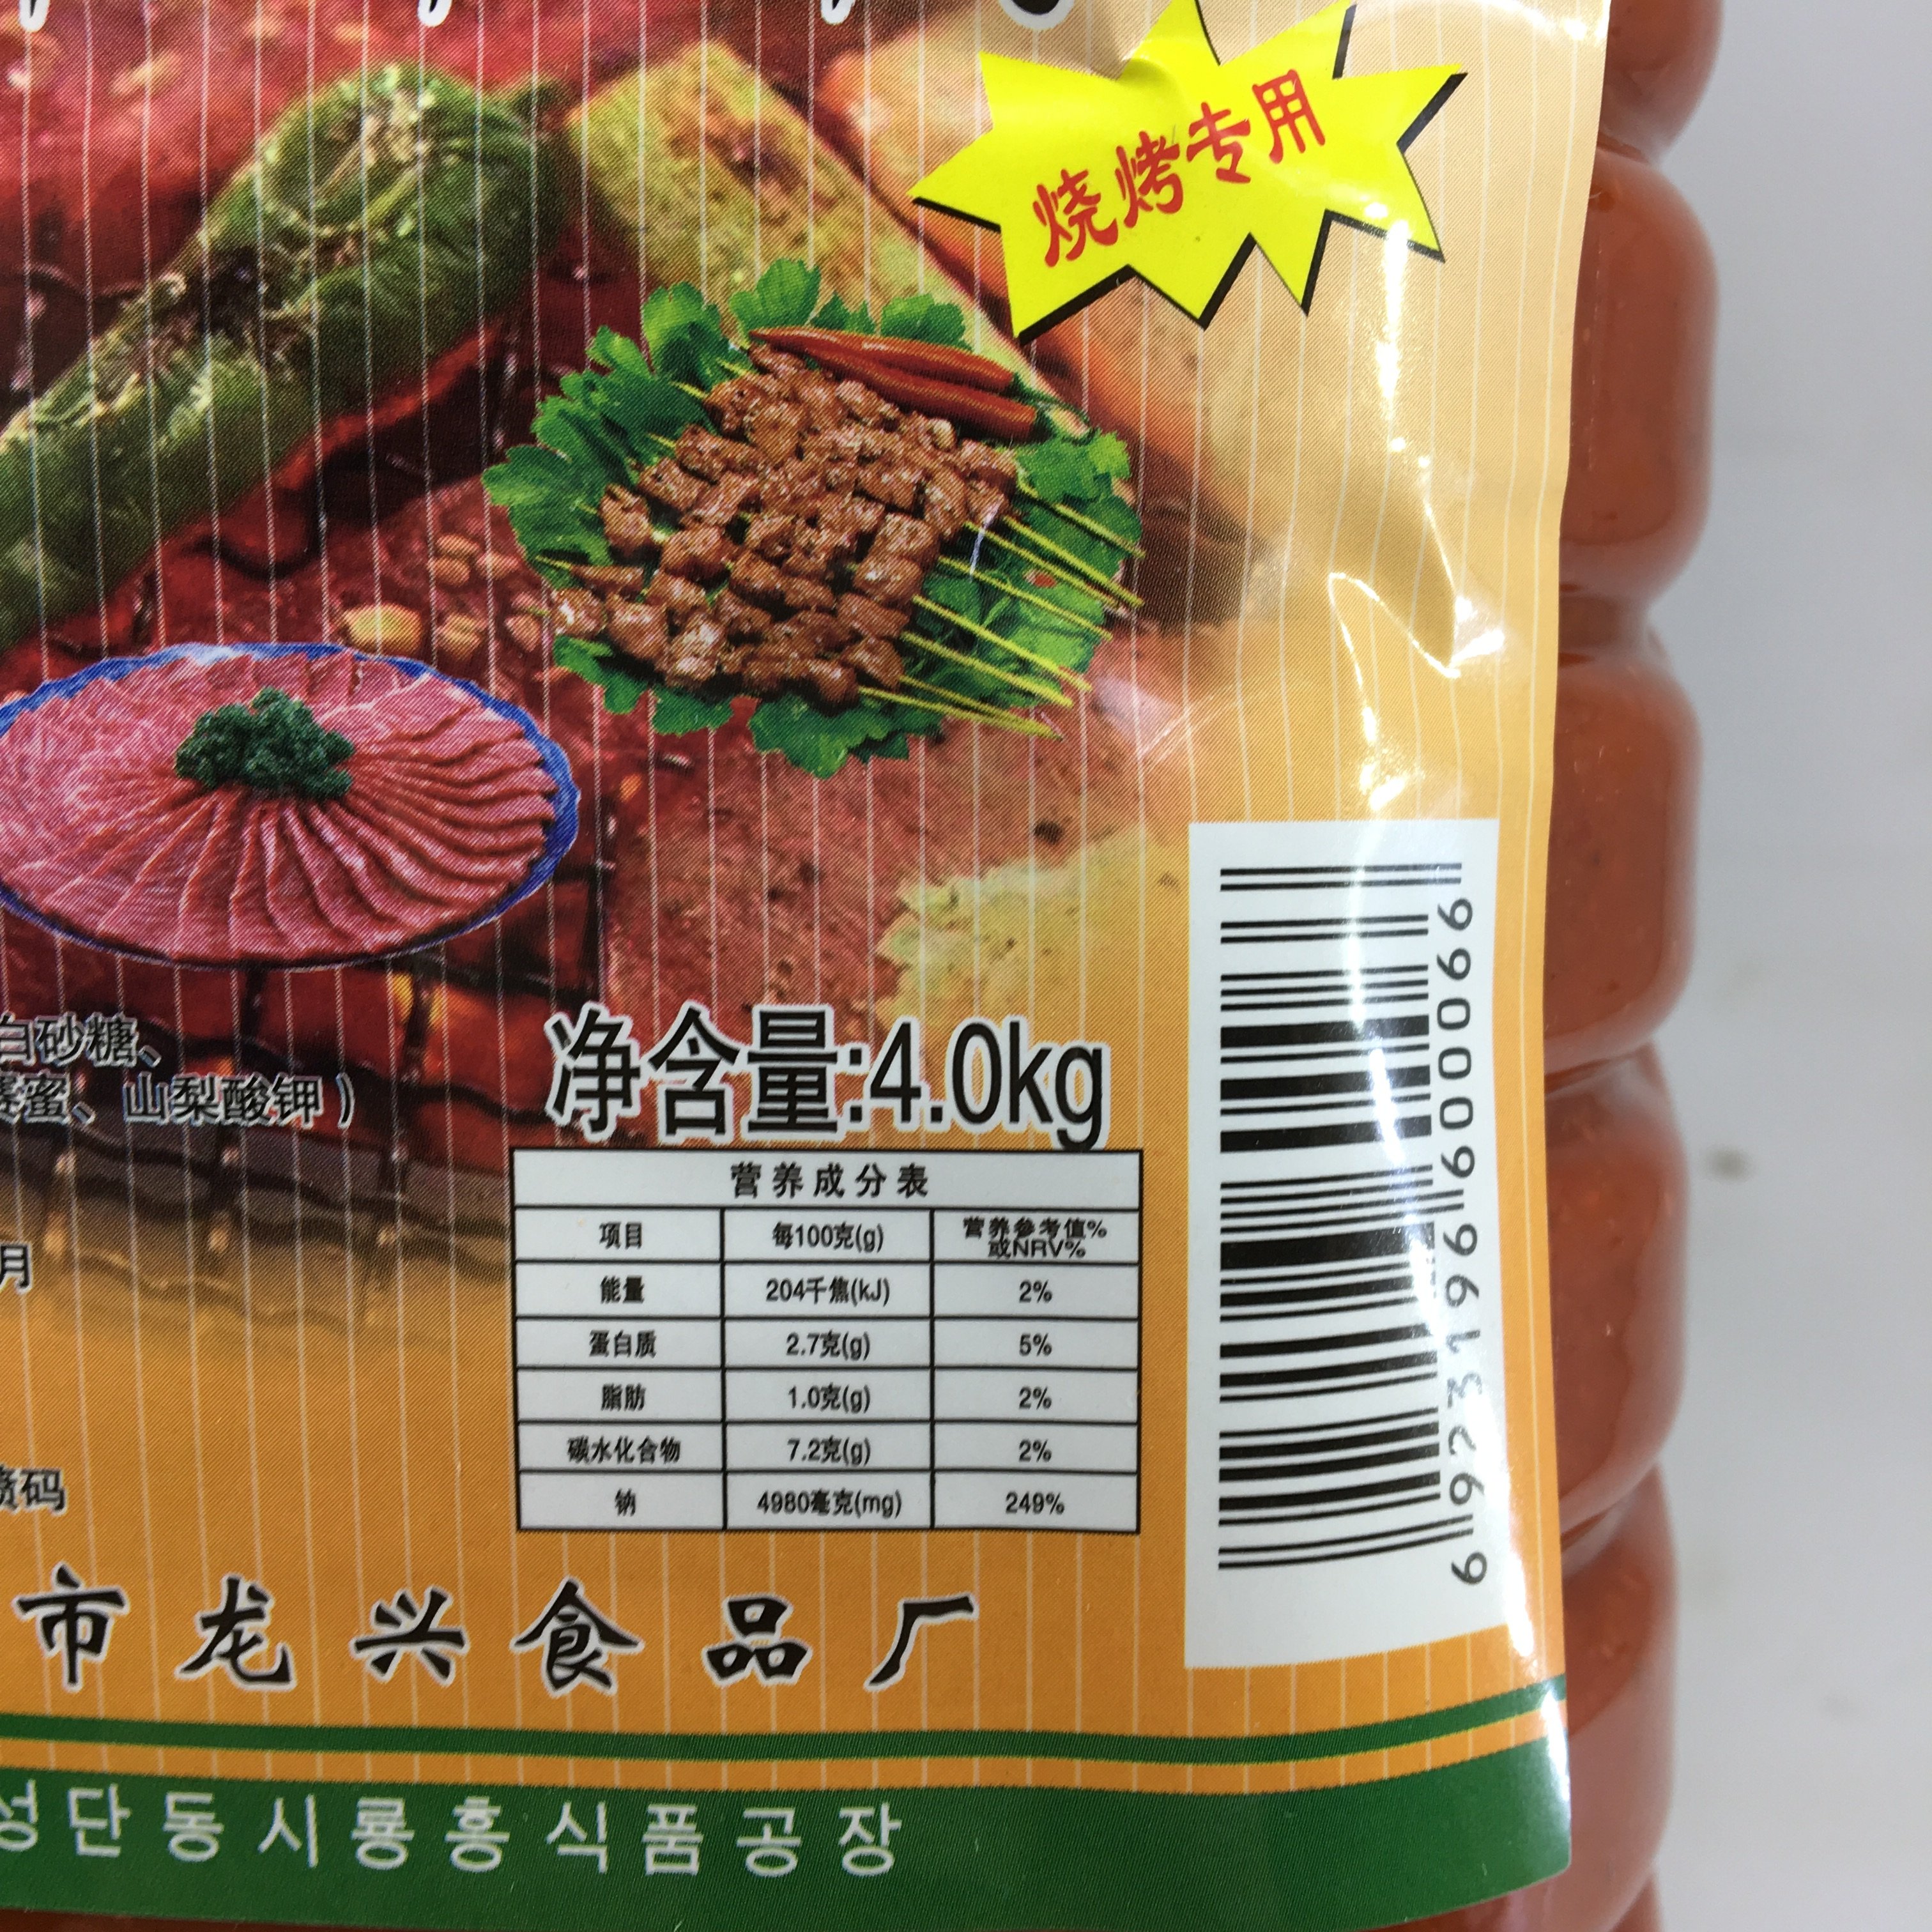 烧烤专用
白砂糖、
蜜、山梨酸钾)
净含量:4.0kg
营养成分表
项目 每100克(g) 营养参考值%或NRV%
能量 204千焦(kJ) 2%
蛋白质 2.7克(g) 5%
脂肪 1.0克(g) 2%
碳水化合物 7.2克(g) 2%
钠 4980毫克(mg) 249%
月
喷码
9900099613269
市龙兴食品厂
성단동시룡흥식품공장